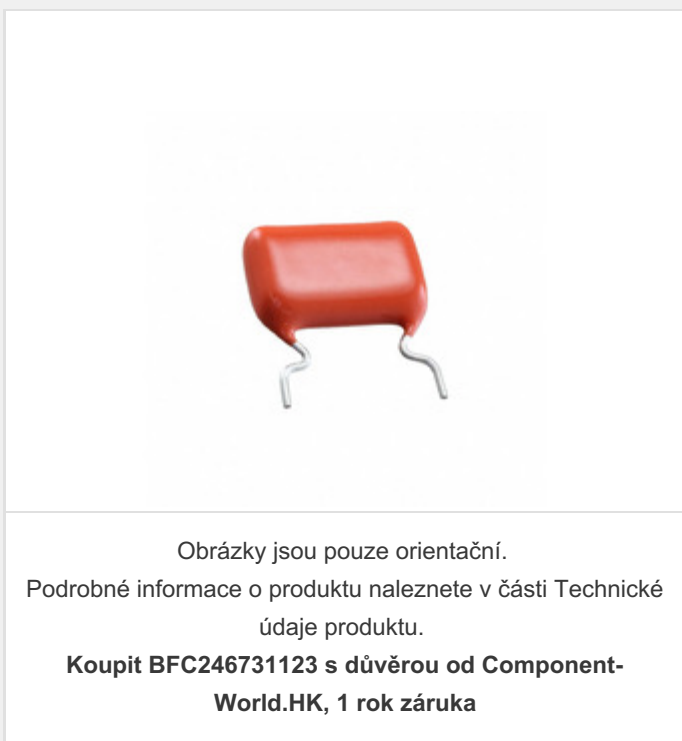 Obrázky jsou pouze orientační.
Podrobné informace o produktu naleznete v části Technické
údaje produktu.
Koupit BFC246731123 s důvěrou od Component-
World.HK, 1 rok záruka